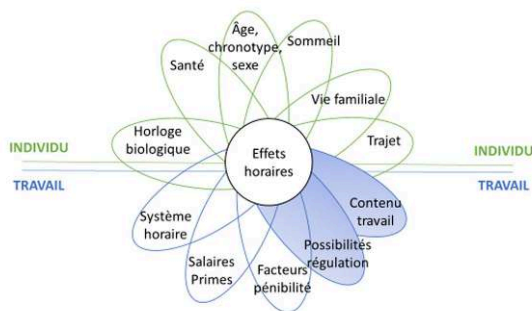 Âge,
chronotype,
sexe
Sommeil
Santé
Vie familiale
Horloge
biologique
Effets
horaires
Trajet
INDIVIDU
INDIVIDU
TRAVAIL
TRAVAIL
Système
horaire
Contenu
travail
Salaires
Primes
Facteurs
pénibilité
Possibilités
régulation